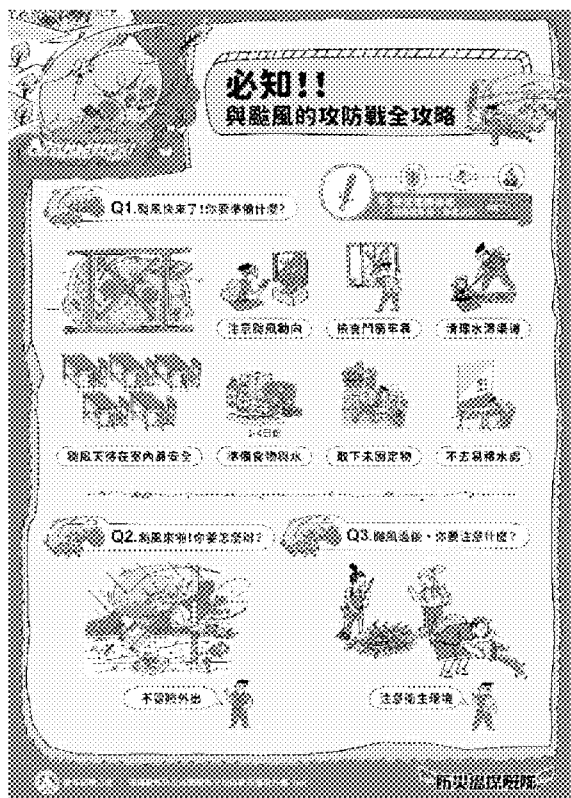 必知!!
與颱風的攻防戰全攻略
Q1.颱風快來了!你要準備什麼?
注意颱風動向
檢查門窗牢靠
清理水溝渠道
颱風天待在室內最安全
準備食物與水
取下未固定物
不去易積水處
Q2.颱風來啦!你要怎麼辦?
Q3.颱風過後，你要注意什麼?
不冒險外出
注意衛生環境